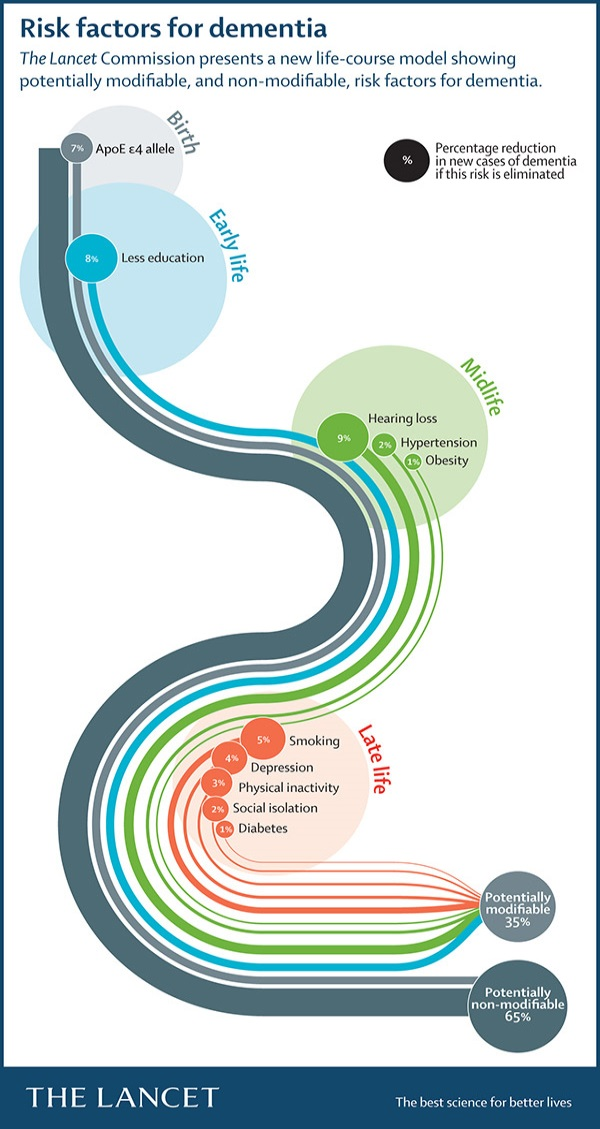 Risk factors for dementia
The Lancet Commission presents a new life-course model showing
potentially modifiable, and non-modifiable, risk factors for dementia.
Birth
7%
ApoE ε4 allele
%
Percentage reduction
in new cases of dementia
if this risk is eliminated
Early life
8%
Less education
Midlife
9%
Hearing loss
2%
Hypertension
1%
Obesity
Late life
5%
Smoking
4%
Depression
3%
Physical inactivity
2%
Social isolation
1%
Diabetes
Potentially
modifiable
35%
Potentially
non-modifiable
65%
THE LANCET
The best science for better lives